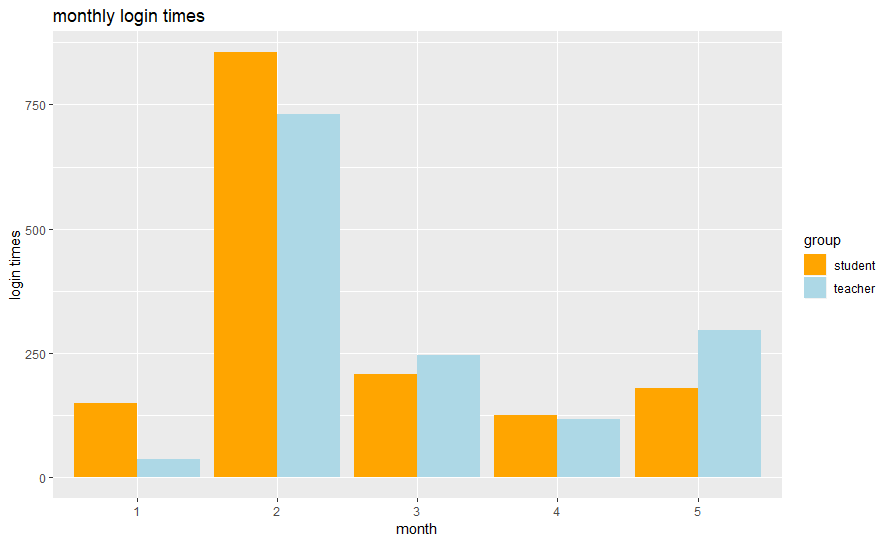 monthly login times
login times
750
500
250
0
1
2
3
4
5
month
group
student
teacher